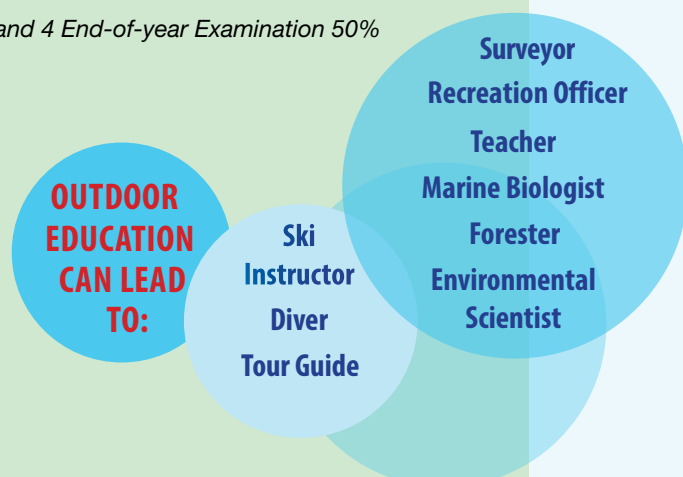 and 4 End-of-year Examination 50%
OUTDOOR
EDUCATION
CAN LEAD
TO:
Ski
Instructor
Diver
Tour Guide
Surveyor
Recreation Officer
Teacher
Marine Biologist
Forester
Environmental
Scientist